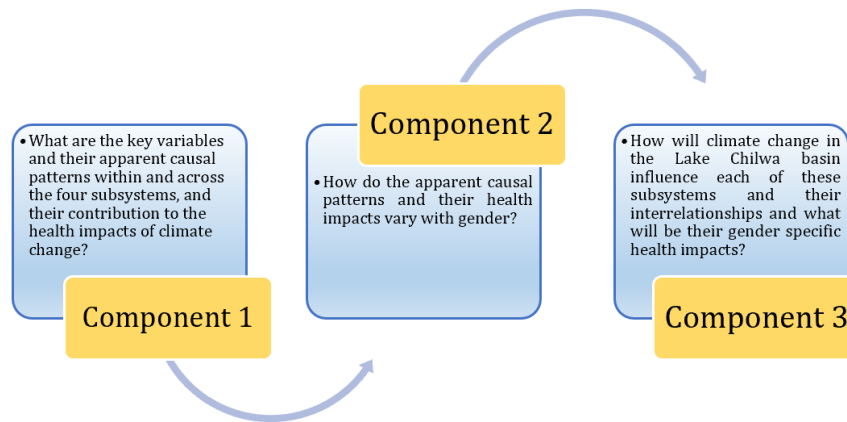 •What are the key variables
and their apparent causal
patterns within and across
the four subsystems, and
their contribution to the
health impacts of climate
change?
Component 1
Component 2
•How do the apparent causal
patterns and their health
impacts vary with gender?
•How will climate change in
the Lake Chilwa basin
influence each of these
subsystems and their
interrelationships and what
will be their gender specific
health impacts?
Component 3